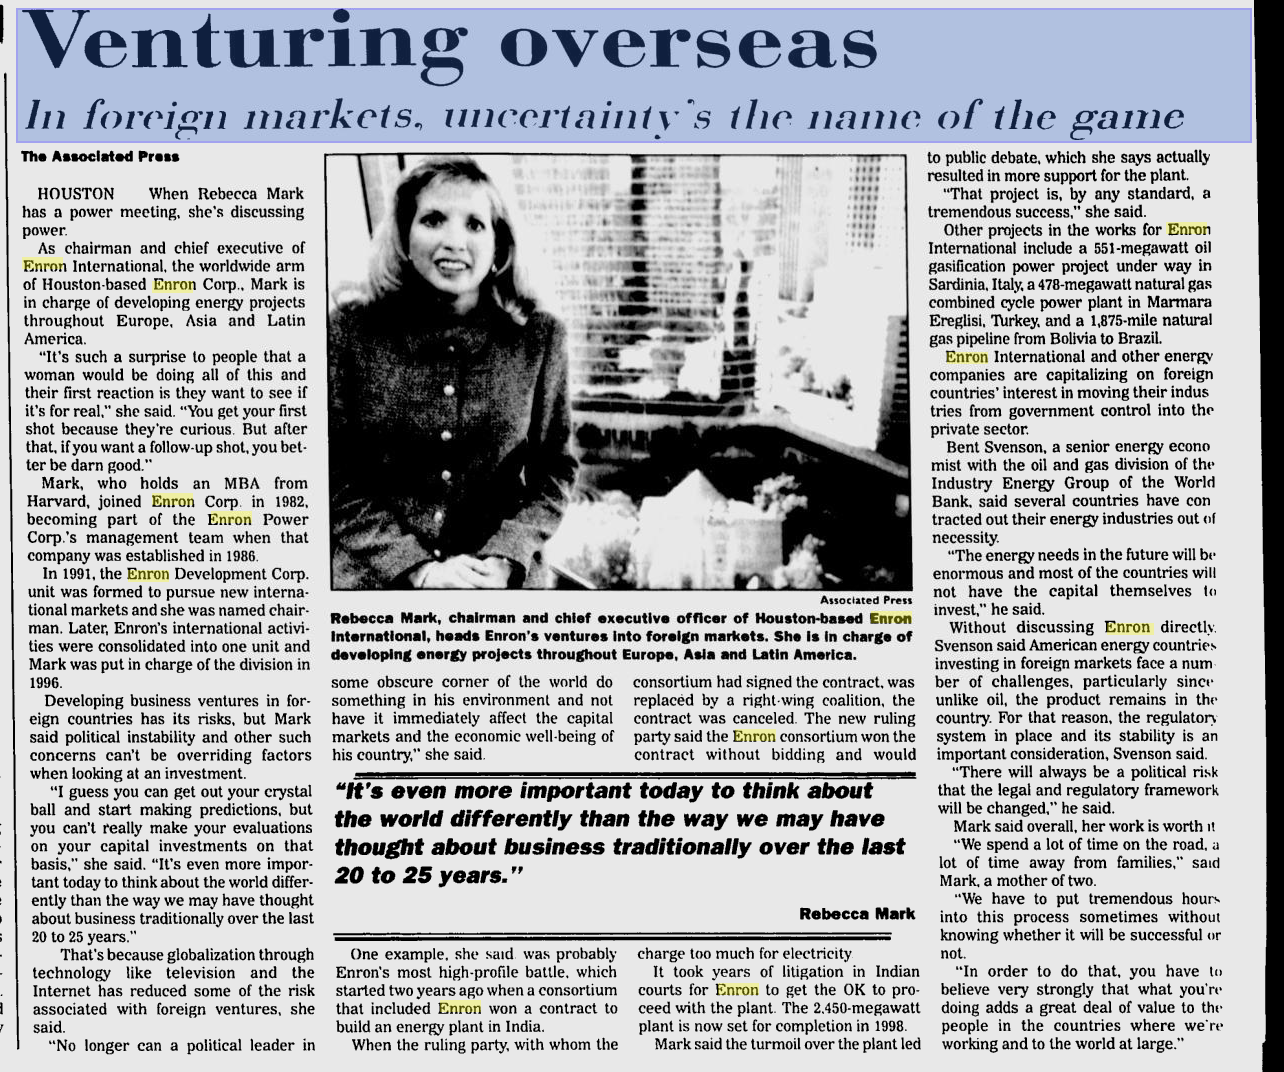 Venturing overseas
In foreign markets, uncertainty's the name of the game
The Associated Press
HOUSTON When Rebecca Mark
has a power meeting, she's discussing
power.
As chairman and chief executive of
Enron International, the worldwide arm
of Houston-based Enron Corp., Mark is
in charge of developing energy projects
throughout Europe, Asia and Latin
America.
"It's such a surprise to people that a
woman would be doing all of this and
their first reaction is they want to see if
it's for real," she said. "You get your first
shot because they're curious. But after
that, if you want a follow-up shot, you bet-
ter be darn good."
Mark, who holds an MBA from
Harvard, joined Enron Corp. in 1982,
becoming part of the Enron Power
Corp.'s management team when that
company was established in 1986.
In 1991, the Enron Development Corp.
unit was formed to pursue new interna-
tional markets and she was named chair-
man. Later, Enron's international activi-
ties were consolidated into one unit and
Mark was put in charge of the division in
1996.
Developing business ventures in for-
eign countries has its risks, but Mark
said political instability and other such
concerns can't be overriding factors
when looking at an investment.
"I guess you can get out your crystal
ball and start making predictions, but
you can't really make your evaluations
on your capital investments on that
basis," she said. "It's even more impor-
tant today to think about the world differ-
ently than the way we may have thought
about business traditionally over the last
20 to 25 years."
That's because globalization through
technology like television and the
Internet has reduced some of the risk
associated with foreign ventures, she
said.
"No longer can a political leader in
Associated Press
Rebecca Mark, chairman and chief executive officer of Houston-based Enron
International, heads Enron's ventures into foreign markets. She is in charge of
developing energy projects throughout Europe, Asia and Latin America.
some obscure corner of the world do
something in his environment and not
have it immediately affect the capital
markets and the economic well-being of
his country," she said.
"It's even more important today to think about
the world differently than the way we may have
thought about business traditionally over the last
20 to 25 years."
Rebecca Mark
One example, she said was probably
Enron's most high-profile battle, which
started two years ago when a consortium
that included Enron won a contract to
build an energy plant in India.
When the ruling party, with whom the
consortium had signed the contract, was
replaced by a right-wing coalition, the
contract was canceled. The new ruling
party said the Enron consortium won the
contract without bidding and would
charge too much for electricity
It took years of litigation in Indian
courts for Enron to get the OK to pro-
ceed with the plant. The 2,450-megawatt
plant is now set for completion in 1998.
Mark said the turmoil over the plant led
to public debate, which she says actually
resulted in more support for the plant.
"That project is, by any standard, a
tremendous success," she said.
Other projects in the works for Enron
International include a 551-megawatt oil
gasification power project under way in
Sardinia, Italy, a 478-megawatt natural gas
combined cycle power plant in Marmara
Ereglisi, Turkey, and a 1,875-mile natural
gas pipeline from Bolivia to Brazil.
Enron International and other energy
companies are capitalizing on foreign
countries' interest in moving their indus
tries from government control into the
private sector.
Bent Svenson, a senior energy econo
mist with the oil and gas division of the
Industry Energy Group of the World
Bank, said several countries have con
tracted out their energy industries out of
necessity.
"The energy needs in the future will be
enormous and most of the countries will
not have the capital themselves to
invest," he said.
Without discussing Enron directly.
Svenson said American energy countries
investing in foreign markets face a num
ber of challenges, particularly since
unlike oil, the product remains in the
country. For that reason, the regulatory
system in place and its stability is an
important consideration, Svenson said.
"There will always be a political risk
that the legal and regulatory framework
will be changed," he said.
Mark said overall, her work is worth it
"We spend a lot of time on the road, a
lot of time away from families," said
Mark, a mother of two.
"We have to put tremendous hours
into this process sometimes without
knowing whether it will be successful or
not.
"In order to do that, you have to
believe very strongly that what you're
doing adds a great deal of value to the
people in the countries where we're
working and to the world at large."